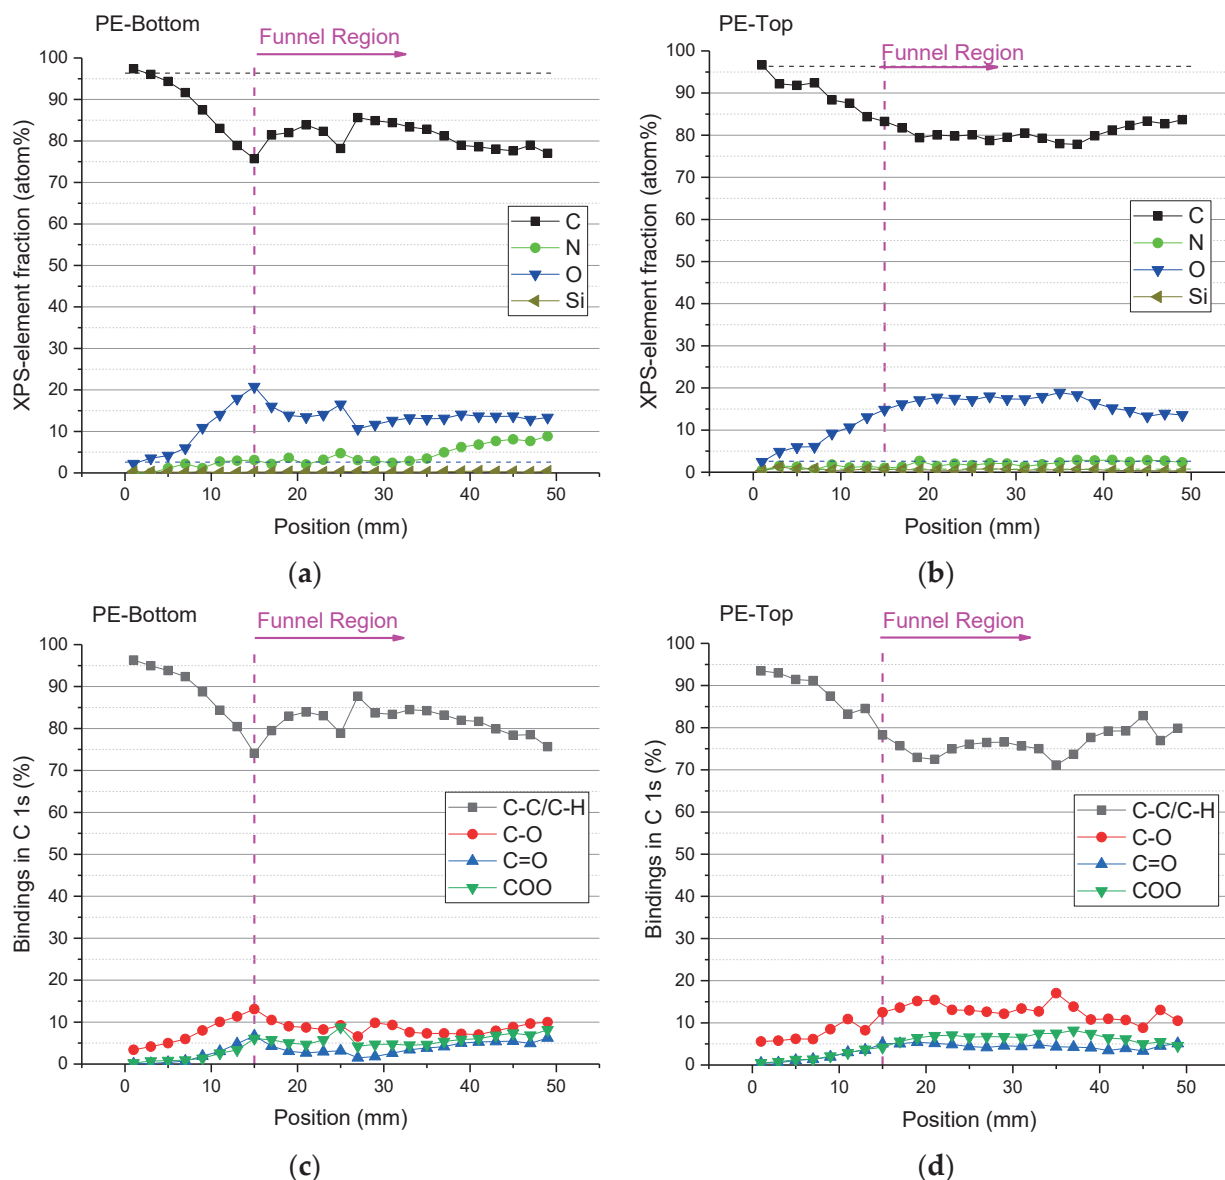 PE-Bottom
Funnel Region
XPS-element fraction (atom%)
100
90
80
70
60
50
40
30
20
10
0
C
N
O
Si
0 10 20 30 40 50
Position (mm)
(a)
PE-Top
Funnel Region
XPS-element fraction (atom%)
100
90
80
70
60
50
40
30
20
10
0
C
N
O
Si
0 10 20 30 40 50
Position (mm)
(b)
PE-Bottom
Funnel Region
Bindings in C 1s (%)
100
90
80
70
60
50
40
30
20
10
0
C-C/C-H
C-O
C=O
COO
0 10 20 30 40 50
Position (mm)
(c)
PE-Top
Funnel Region
Bindings in C 1s (%)
100
90
80
70
60
50
40
30
20
10
0
C-C/C-H
C-O
C=O
COO
0 10 20 30 40 50
Position (mm)
(d)